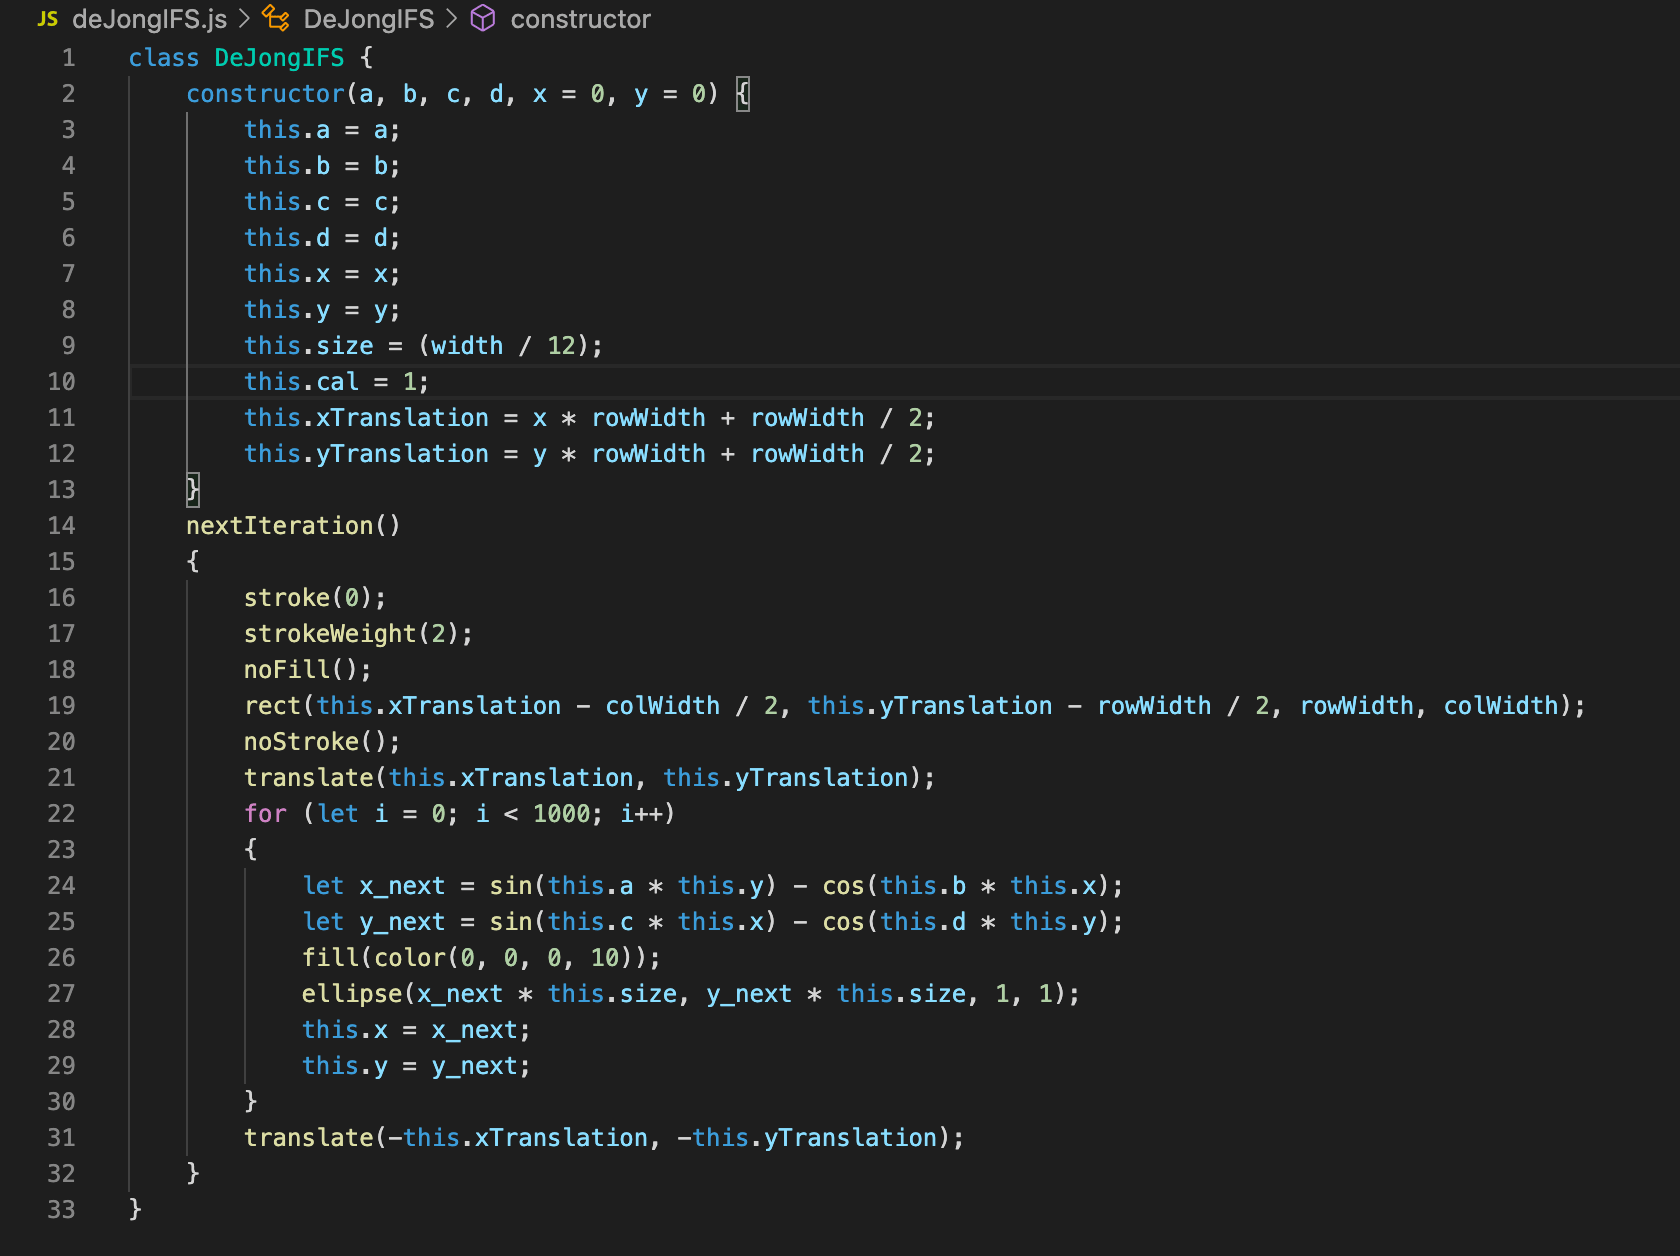 JS deJongIFS.js > DeJongIFS > constructor
1 class DeJongIFS {
2     constructor(a, b, c, d, x = 0, y = 0) {
3         this.a = a;
4         this.b = b;
5         this.c = c;
6         this.d = d;
7         this.x = x;
8         this.y = y;
9         this.size = (width / 12);
10         this.cal = 1;
11         this.xTranslation = x * rowWidth + rowWidth / 2;
12         this.yTranslation = y * rowWidth + rowWidth / 2;
13     }
14     nextIteration()
15     {
16         stroke(0);
17         strokeWeight(2);
18         noFill();
19         rect(this.xTranslation - colWidth / 2, this.yTranslation - rowWidth / 2, rowWidth, colWidth);
20         noStroke();
21         translate(this.xTranslation, this.yTranslation);
22         for (let i = 0; i < 1000; i++)
23         {
24             let x_next = sin(this.a * this.y) - cos(this.b * this.x);
25             let y_next = sin(this.c * this.x) - cos(this.d * this.y);
26             fill(color(0, 0, 0, 10));
27             ellipse(x_next * this.size, y_next * this.size, 1, 1);
28             this.x = x_next;
29             this.y = y_next;
30         }
31         translate(-this.xTranslation, -this.yTranslation);
32     }
33 }